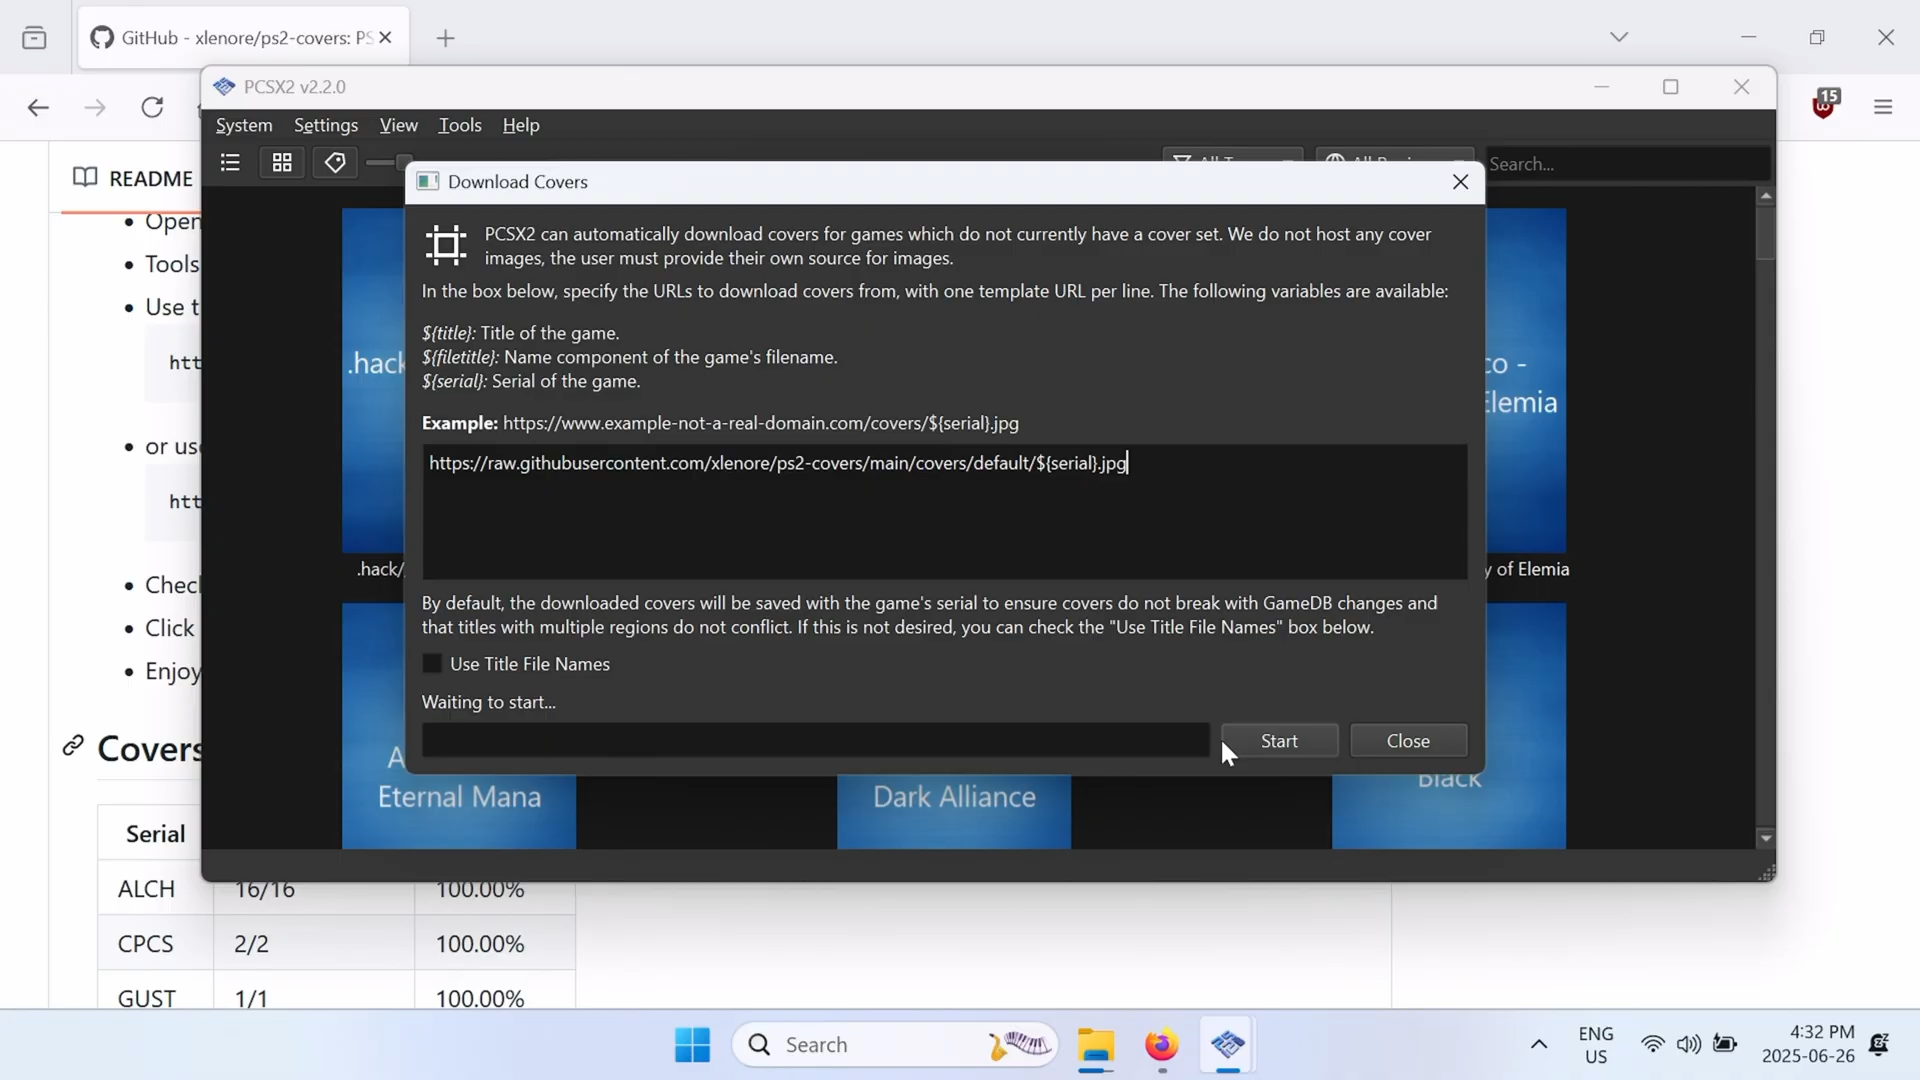 GitHub - xlenore/ps2-covers: PS
15
PCSX2 v2.2.0
System Settings View Tools Help
Search...
README
Download Covers
PCSX2 can automatically download covers for games which do not currently have a cover set. We do not host any cover
images, the user must provide their own source for images.
In the box below, specify the URLs to download covers from, with one template URL per line. The following variables are available:
${title}: Title of the game.
${filetitle}: Name component of the game's filename.
${serial}: Serial of the game.
Example: https://www.example-not-a-real-domain.com/covers/${serial}.jpg
https://raw.githubusercontent.com/xlenore/ps2-covers/main/covers/default/${serial}.jpg
By default, the downloaded covers will be saved with the game's serial to ensure covers do not break with GameDB changes and
that titles with multiple regions do not conflict. If this is not desired, you can check the "Use Title File Names" box below.
Use Title File Names
Waiting to start...
Start Close
• Open
• Tools
• Use t
htt
• or use
htt
• Chec
• Click
• Enjoy
.hack
co -
Elemia
.hack/
y of Elemia
Eternal Mana
Dark Alliance
Black
Covers
Serial
ALCH 16/16 100.00%
CPCS 2/2 100.00%
GUST 1/1 100.00%
Search
ENG
US
4:32 PM
2025-06-26